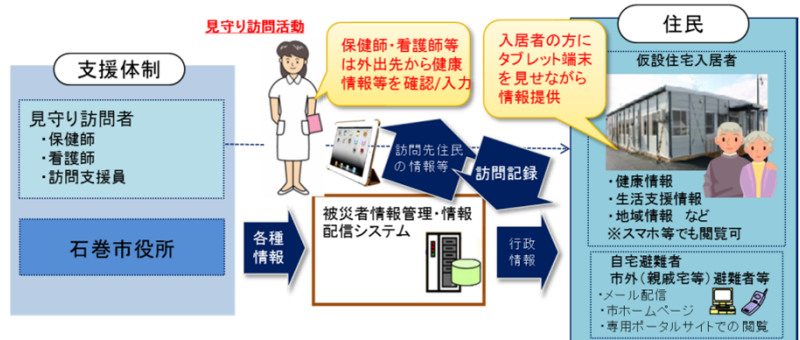 見守り訪問活動
支援体制
見守り訪問者
・保健師
・看護師
・訪問支援員
石巻市役所
保健師・看護師等
は外出先から健康
情報等を確認/入力
入居者の方に
タブレット端末
を見せながら
情報提供
訪問先住民
の情報等
訪問記録
各種
情報
被災者情報管理・情報
配信システム
行政
情報
住民
仮設住宅入居者
・健康情報
・生活支援情報
・地域情報 など
※スマホ等でも閲覧可
自宅避難者
市外(親戚宅等)避難者等
・メール配信
・市ホームページ
・専用ポータルサイトでの閲覧